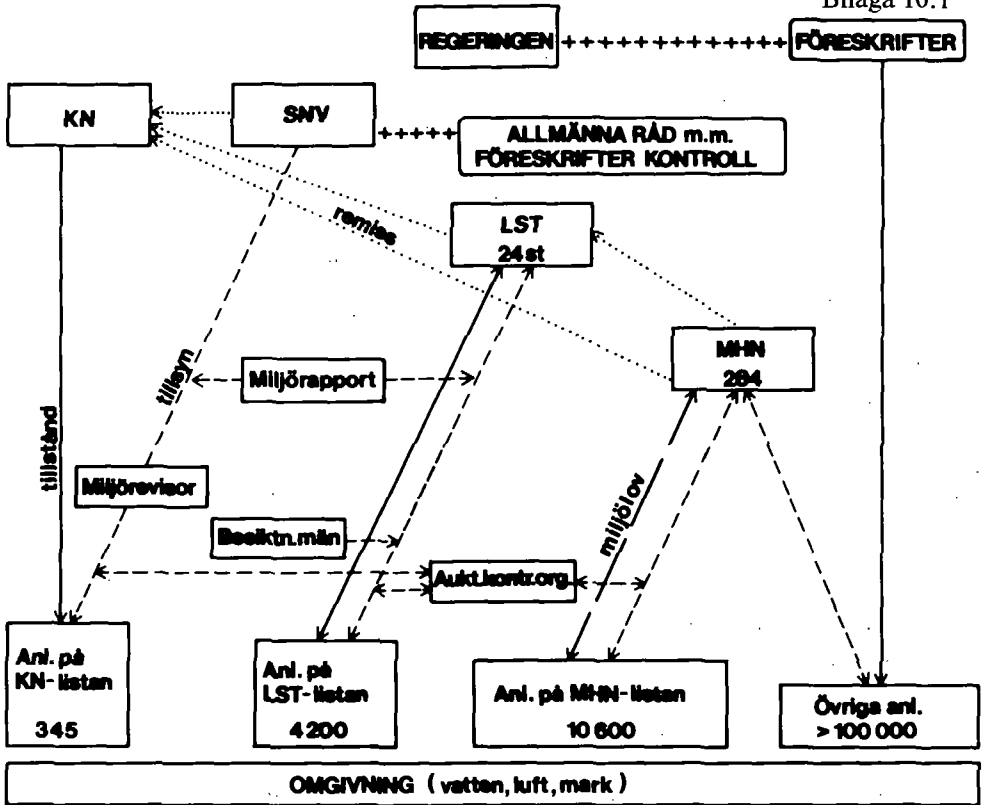 Bilaga 10.1
REGERINGEN
FÖRESKRIFTER
KN
SNV
ALLMÄNNA RÅD m.m.
FÖRESKRIFTER KONTROLL
remiss
LST
24 st
MHN
284
tillsyn
Miljörapport
tillstånd
Miljörevisor
miljölov
Besiktn.män
Aukt.kontr.org
Anl. på
KN-listan
345
Anl. på
LST-listan
4200
Anl. på MHN-listan
10 600
Övriga anl.
> 100 000
OMGIVNING ( vatten, luft, mark )